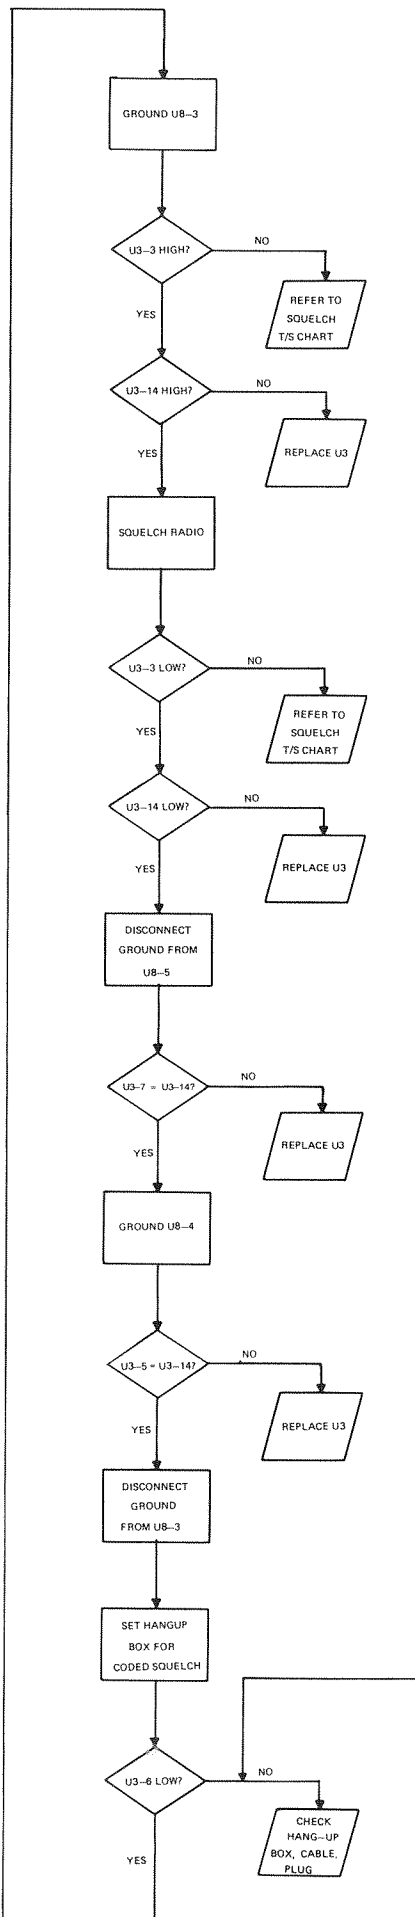 GROUND U8–3
U3–3 HIGH?
NO
REFER TO
SQUELCH
T/S CHART
YES
U3–14 HIGH?
NO
REPLACE U3
YES
SQUELCH RADIO
U3–3 LOW?
NO
REFER TO
SQUELCH
T/S CHART
YES
U3–14 LOW?
NO
REPLACE U3
YES
DISCONNECT
GROUND FROM
U8–5
U3–7 = U3–14?
NO
REPLACE U3
YES
GROUND U8–4
U3–5 = U3–14?
NO
REPLACE U3
YES
DISCONNECT
GROUND
FROM U8–3
SET HANGUP
BOX FOR
CODED SQUELCH
U3–6 LOW?
NO
CHECK
HANG–UP
BOX, CABLE,
PLUG
YES